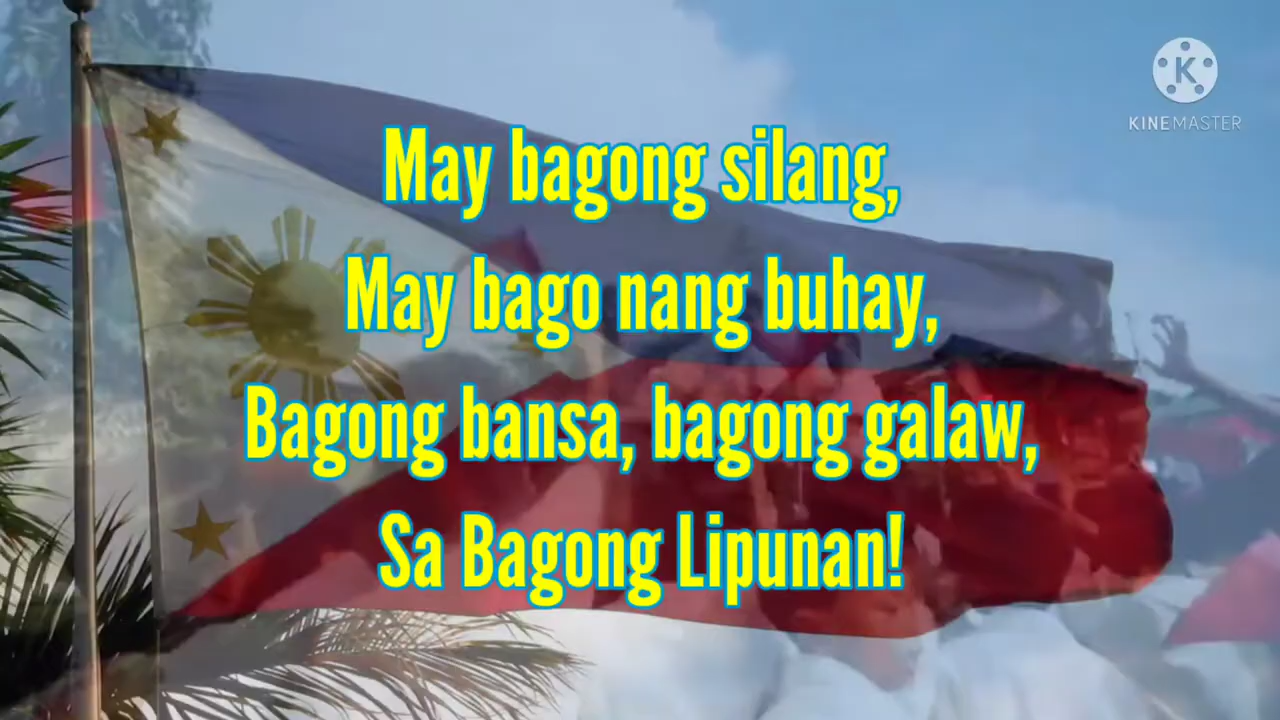 KINEMASTER
May bagong silang,
May bago nang buhay,
Bagong bansa, bagong galaw,
Sa Bagong Lipunan!